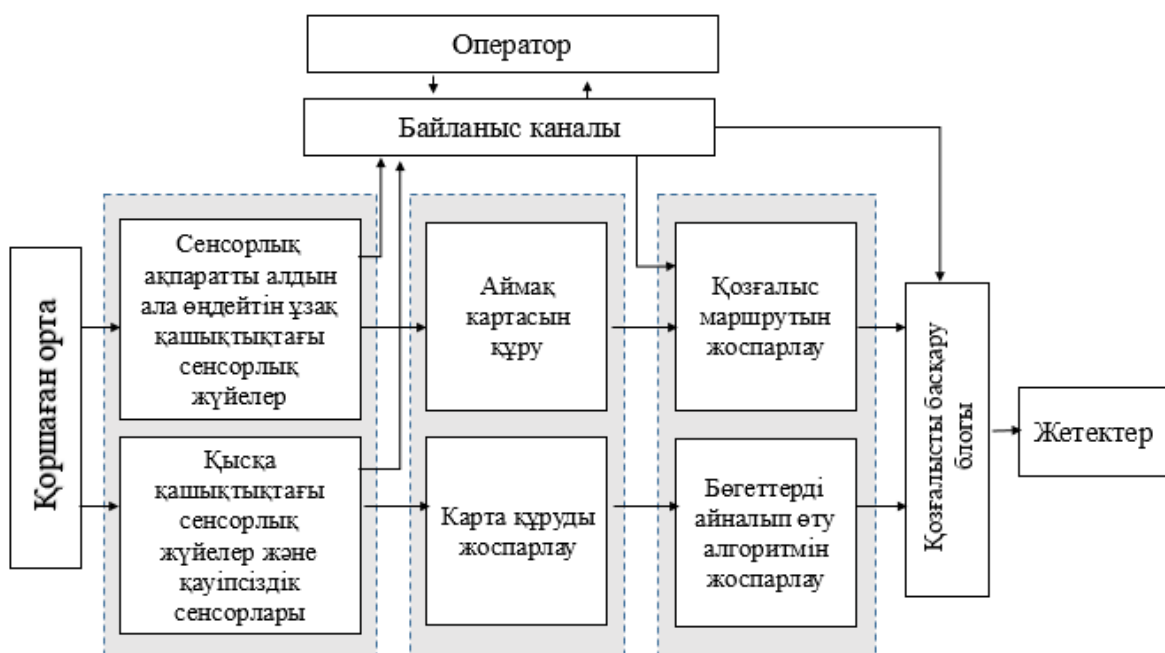 Оператор
Байланыс каналы
Қоршаған орта
Сенсорлық
ақпаратты алдын
ала өңдейтін ұзақ
қашықтықтағы
сенсорлық
жүйелер
Қысқа
қашықтықтағы
сенсорлық
жүйелер және
қауіпсіздік
сенсорлары
Аймақ
картасын
құру
Карта құруды
жоспарлау
Қозғалыс
маршрутын
жоспарлау
Бөгеттерді
айналып өту
алгоритмін
жоспарлау
Қозғалысты басқару
блогы
Жетектер